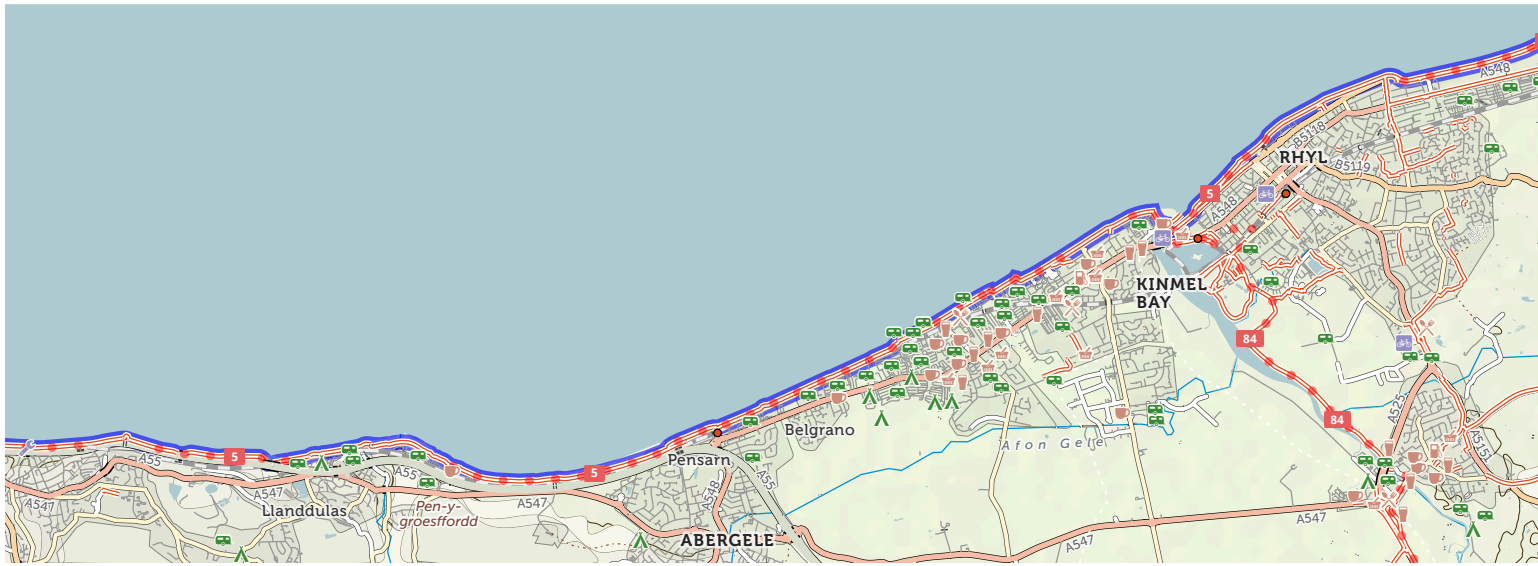 A548
B5118
RHYL
B5119
5
A548
KINMEL
BAY
84
84
A525
A5151
Belgrano
Afon Gele
Pensarn
5
5
A55
A55
A55
A547
A547
A547
Llanddulas
Pen-y-
groesffordd
A548
ABERGELE
A547
A547